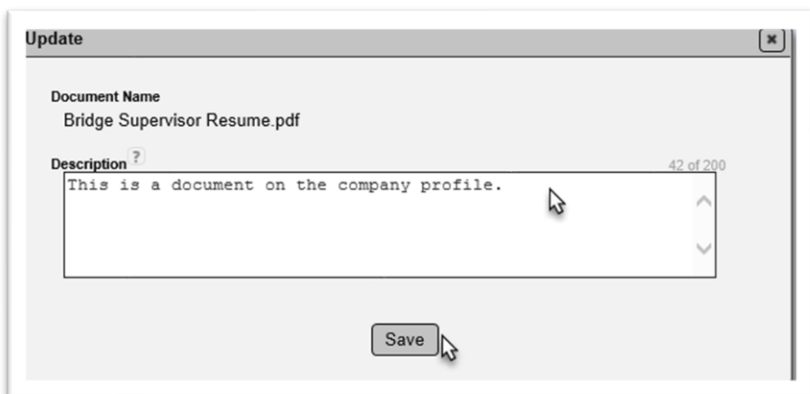 Update
Document Name
Bridge Supervisor Resume.pdf
Description ?
42 of 200
This is a document on the company profile.
Save